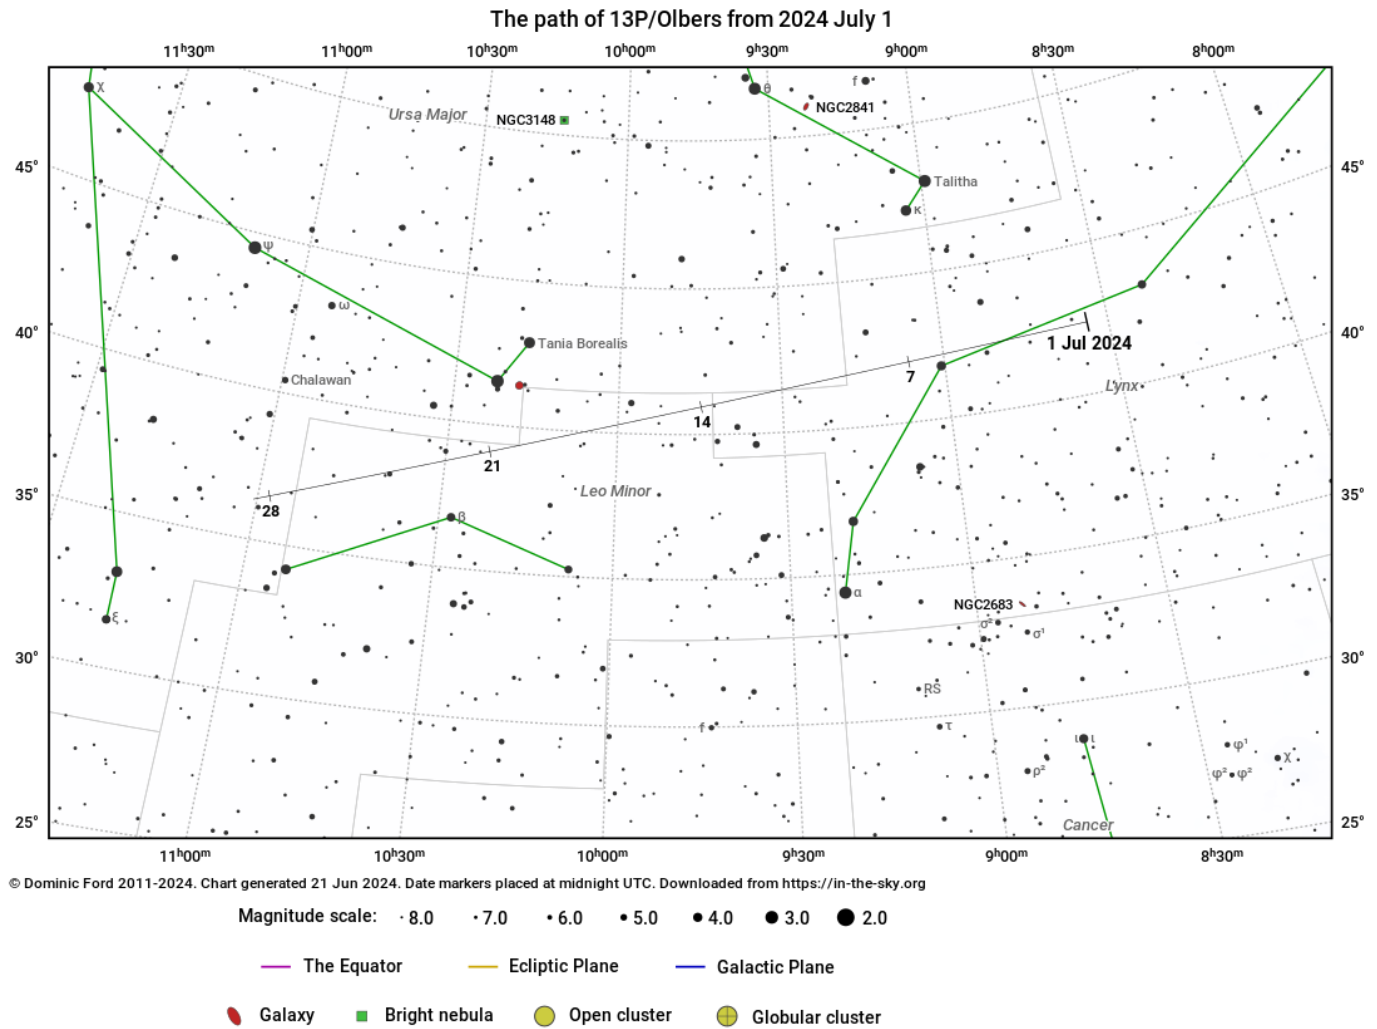 The path of 13P/Olbers from 2024 July 1
11h30m 11h00m 10h30m 10h00m 9h30m 9h00m 8h30m 8h00m
χ θ f
NGC2841
Ursa Major NGC3148
45° 45°
Talitha
κ
ψ
ω
40° 40°
Tania Borealis 1 Jul 2024
Chalawan 7 Lynx
14
21
35° Leo Minor 35°
28
β
α
NGC2683
ξ σ² σ¹
30° 30°
RS
f τ
ι ι φ¹ χ
ρ² φ² φ²
25° Cancer 25°
11h00m 10h30m 10h00m 9h30m 9h00m 8h30m
© Dominic Ford 2011-2024. Chart generated 21 Jun 2024. Date markers placed at midnight UTC. Downloaded from https://in-the-sky.org
Magnitude scale: 8.0 7.0 6.0 5.0 4.0 3.0 2.0
The Equator Ecliptic Plane Galactic Plane
Galaxy Bright nebula Open cluster Globular cluster